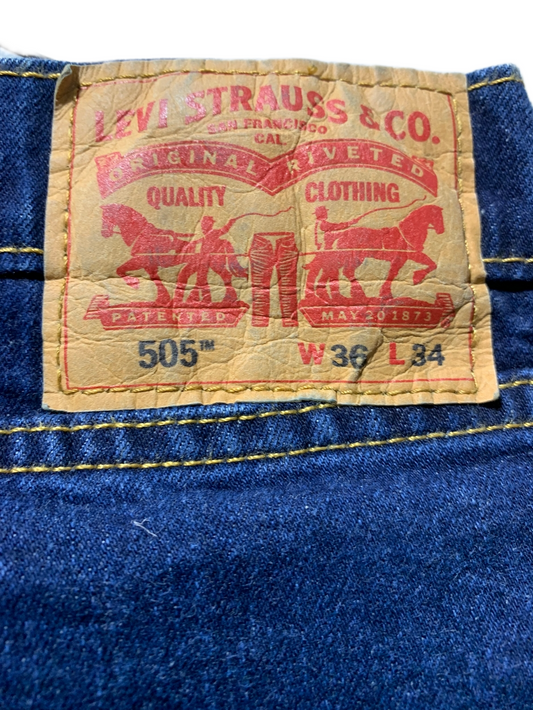 LEVI STRAUSS & CO.
SAN FRANCISCO
CAL
ORIGINAL RIVETED
QUALITY CLOTHING
PATENTED MAY 20 1873
505™ W 36 L 34